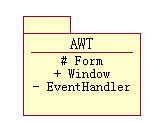 AWT
# Form
+ Window
- EventHandler